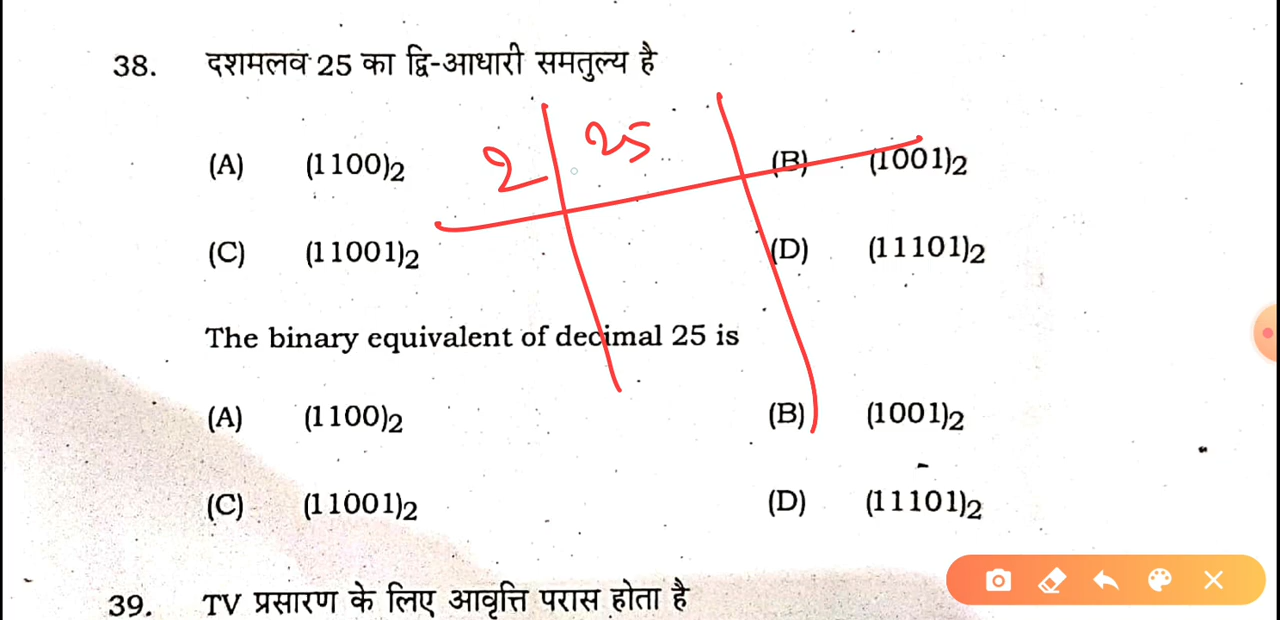 38. दशमलव 25 का द्वि-आधारी समतुल्य है
2 25
(A) (1100)2 (B) (1001)2
(C) (11001)2 (D) (11101)2
The binary equivalent of decimal 25 is
(A) (1100)2 (B) (1001)2
(C) (11001)2 (D) (11101)2
39. TV प्रसारण के लिए आवृत्ति परास होता है